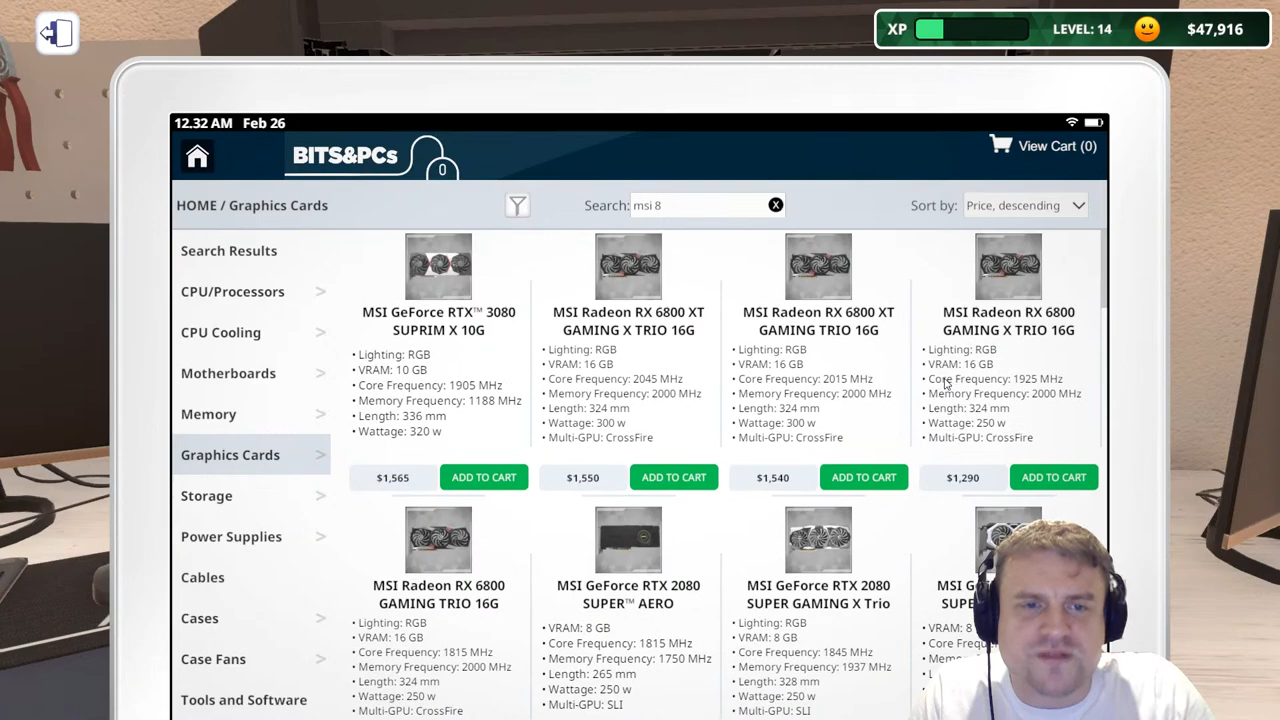 XP LEVEL: 14 $47,916
12.32 AM Feb 26
BITS&PCs 0
View Cart (0)
HOME / Graphics Cards
Search: msi 8 X
Sort by: Price, descending
Search Results
CPU/Processors >
CPU Cooling >
Motherboards >
Memory >
Graphics Cards >
Storage >
Power Supplies >
Cables
Cases >
Case Fans >
Tools and Software
MSI GeForce RTX™ 3080
SUPRIM X 10G
• Lighting: RGB
• VRAM: 10 GB
• Core Frequency: 1905 MHz
• Memory Frequency: 1188 MHz
• Length: 336 mm
• Wattage: 320 w
$1,565 ADD TO CART
MSI Radeon RX 6800 XT
GAMING X TRIO 16G
• Lighting: RGB
• VRAM: 16 GB
• Core Frequency: 2045 MHz
• Memory Frequency: 2000 MHz
• Length: 324 mm
• Wattage: 300 w
• Multi-GPU: CrossFire
$1,550 ADD TO CART
MSI Radeon RX 6800 XT
GAMING TRIO 16G
• Lighting: RGB
• VRAM: 16 GB
• Core Frequency: 2015 MHz
• Memory Frequency: 2000 MHz
• Length: 324 mm
• Wattage: 300 w
• Multi-GPU: CrossFire
$1,540 ADD TO CART
MSI Radeon RX 6800
GAMING X TRIO 16G
• Lighting: RGB
• VRAM: 16 GB
• Core Frequency: 1925 MHz
• Memory Frequency: 2000 MHz
• Length: 324 mm
• Wattage: 250 w
• Multi-GPU: CrossFire
$1,290 ADD TO CART
MSI Radeon RX 6800
GAMING TRIO 16G
• Lighting: RGB
• VRAM: 16 GB
• Core Frequency: 1815 MHz
• Memory Frequency: 2000 MHz
• Length: 324 mm
• Wattage: 250 w
• Multi-GPU: CrossFire
MSI GeForce RTX 2080
SUPER™ AERO
• VRAM: 8 GB
• Core Frequency: 1815 MHz
• Memory Frequency: 1750 MHz
• Length: 265 mm
• Wattage: 250 w
• Multi-GPU: SLI
MSI GeForce RTX 2080
SUPER GAMING X Trio
• Lighting: RGB
• VRAM: 8 GB
• Core Frequency: 1845 MHz
• Memory Frequency: 1937 MHz
• Length: 328 mm
• Wattage: 250 w
• Multi-GPU: SLI
MSI
• VRAM: 8